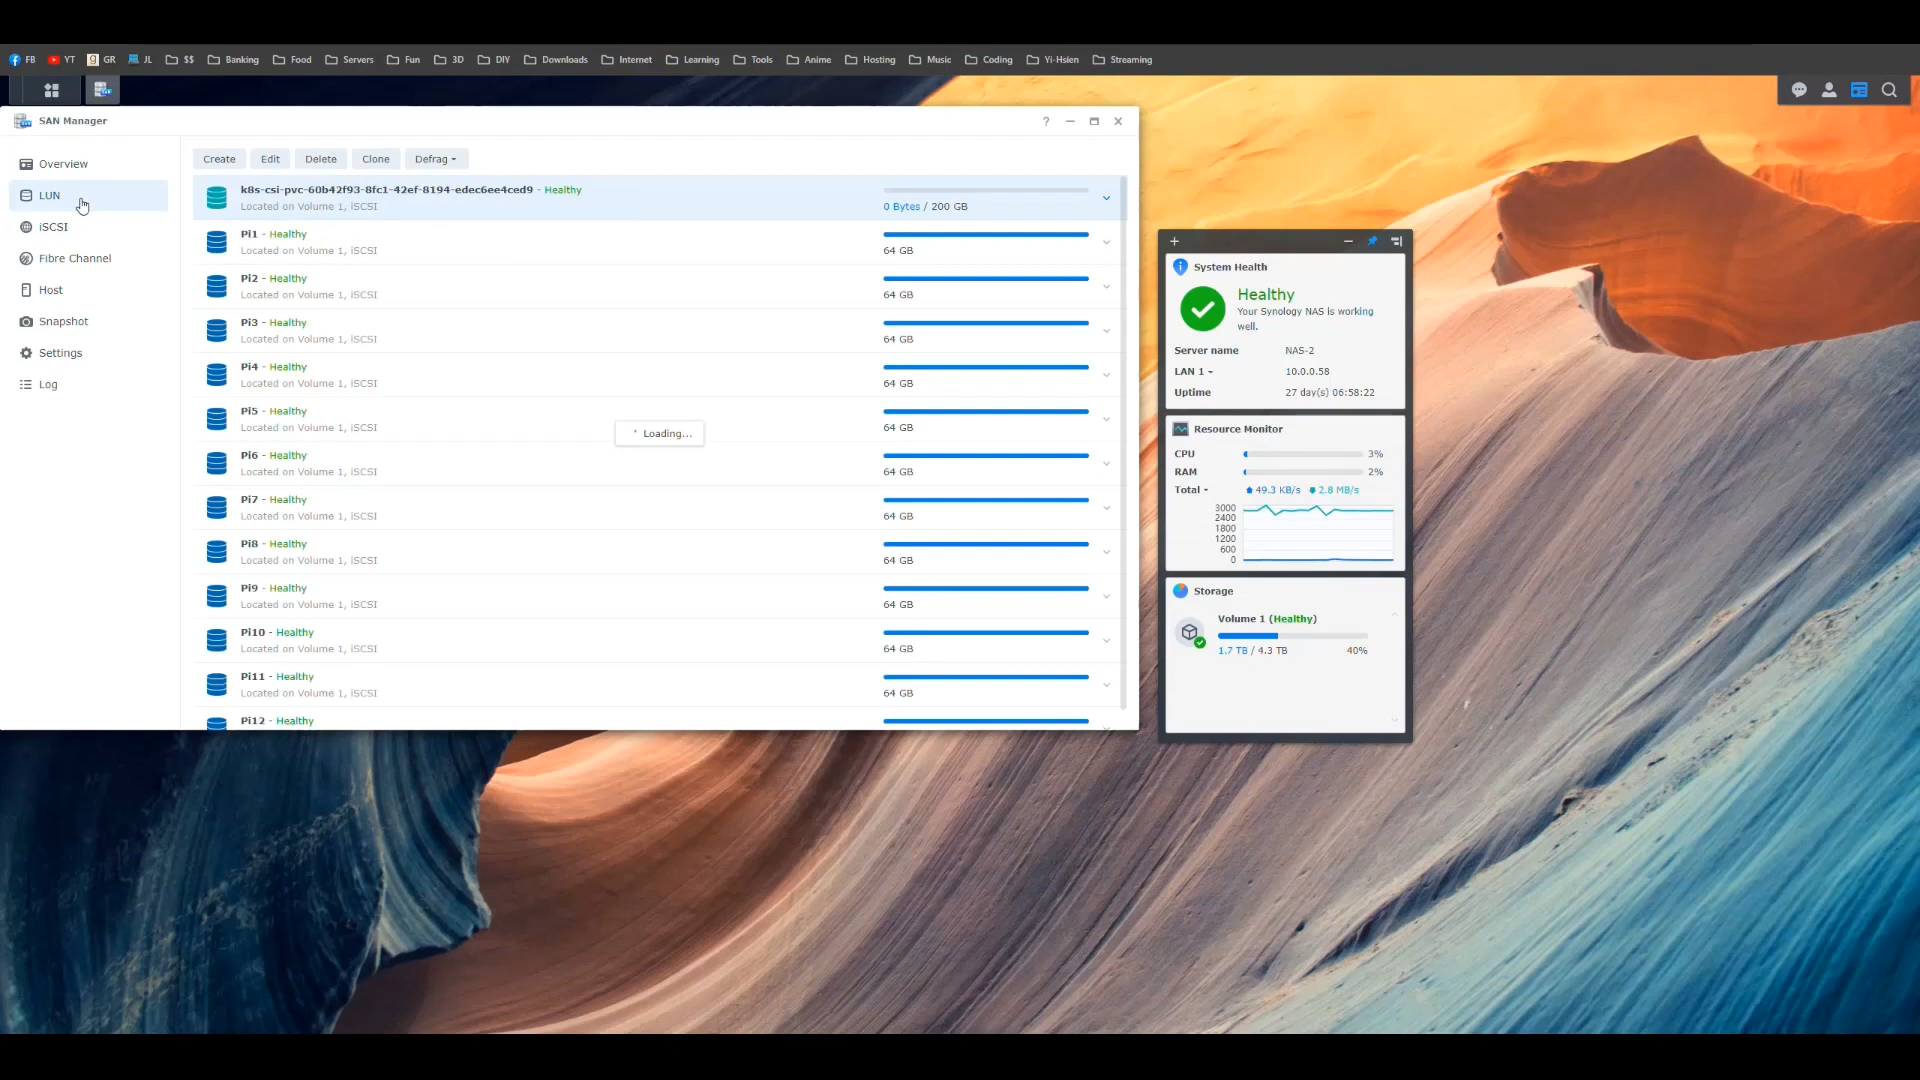 FB YT GR JL $$ Banking Food Servers Fun 3D DIY Downloads Internet Learning Tools Anime Hosting Music Coding Yi-Hsien Streaming
SAN Manager
?
Overview
LUN
iSCSI
Fibre Channel
Host
Snapshot
Settings
Log
Create Edit Delete Clone Defrag
k8s-csi-pvc-60b42f93-8fc1-42ef-8194-edec6ee4ced9 - Healthy
Located on Volume 1, iSCSI
0 Bytes / 200 GB
Pi1 - Healthy
Located on Volume 1, iSCSI
64 GB
Pi2 - Healthy
Located on Volume 1, iSCSI
64 GB
Pi3 - Healthy
Located on Volume 1, iSCSI
64 GB
Pi4 - Healthy
Located on Volume 1, iSCSI
64 GB
Pi5 - Healthy
Located on Volume 1, iSCSI
64 GB
Loading...
Pi6 - Healthy
Located on Volume 1, iSCSI
64 GB
Pi7 - Healthy
Located on Volume 1, iSCSI
64 GB
Pi8 - Healthy
Located on Volume 1, iSCSI
64 GB
Pi9 - Healthy
Located on Volume 1, iSCSI
64 GB
Pi10 - Healthy
Located on Volume 1, iSCSI
64 GB
Pi11 - Healthy
Located on Volume 1, iSCSI
64 GB
Pi12 - Healthy
System Health
Healthy
Your Synology NAS is working
well.
Server name NAS-2
LAN 1 10.0.0.58
Uptime 27 day(s) 06:58:22
Resource Monitor
CPU 3%
RAM 2%
Total 49.3 KB/s 2.8 MB/s
3000
2400
1800
1200
600
0
Storage
Volume 1 (Healthy)
1.7 TB / 4.3 TB 40%